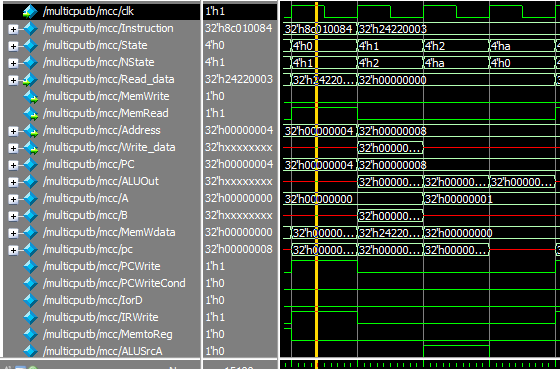 /multicputb/mcc/clk 1'h1
/multicputb/mcc/Instruction 32'h8c010084 32'h8c010084 32'h24220003
/multicputb/mcc/State 4'h0 4'h0 4'h1 4'h2 4'ha
/multicputb/mcc/NState 4'h1 4'h1 4'h2 4'ha 4'h0
/multicputb/mcc/Read_data 32'h24220003 32'h24220... 32'h00000000
/multicputb/mcc/MemWrite 1'h0
/multicputb/mcc/MemRead 1'h1
/multicputb/mcc/Address 32'h00000004 32'h00000004 32'h00000008
/multicputb/mcc/Write_data 32'hxxxxxxxx 32'h00000...
/multicputb/mcc/PC 32'h00000004 32'h00000004 32'h00000008
/multicputb/mcc/ALUOut 32'hxxxxxxxx 32'h00000... 32'h00000... 32'h00000...
/multicputb/mcc/A 32'h00000000 32'h00000000 32'h00000001
/multicputb/mcc/B 32'hxxxxxxxx 32'h00000...
/multicputb/mcc/MemWdata 32'h00000000 32'h00000... 32'h24220... 32'h00000000
/multicputb/mcc/pc 32'h00000008 32'h00000... 32'h00000... 32'h00000...
/multicputb/mcc/PCWrite 1'h1
/multicputb/mcc/PCWriteCond 1'h0
/multicputb/mcc/IorD 1'h0
/multicputb/mcc/IRWrite 1'h1
/multicputb/mcc/MemtoReg 1'h0
/multicputb/mcc/ALUSrcA 1'h0